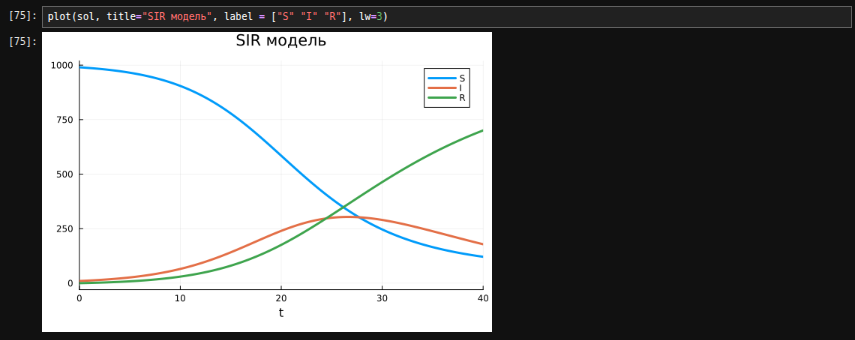 [75]: plot(sol, title="SIR модель", label = ["S" "I" "R"], lw=3)
[75]:
SIR модель
1000
750
500
250
0
S
I
R
0 10 20 30 40
t